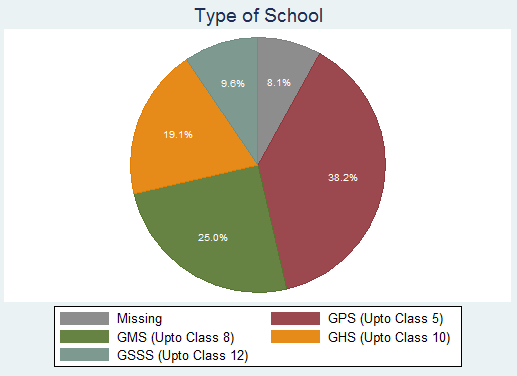 Type of School
8.1%
9.6%
19.1%
38.2%
25.0%
Missing
GPS (Upto Class 5)
GMS (Upto Class 8)
GHS (Upto Class 10)
GSSS (Upto Class 12)